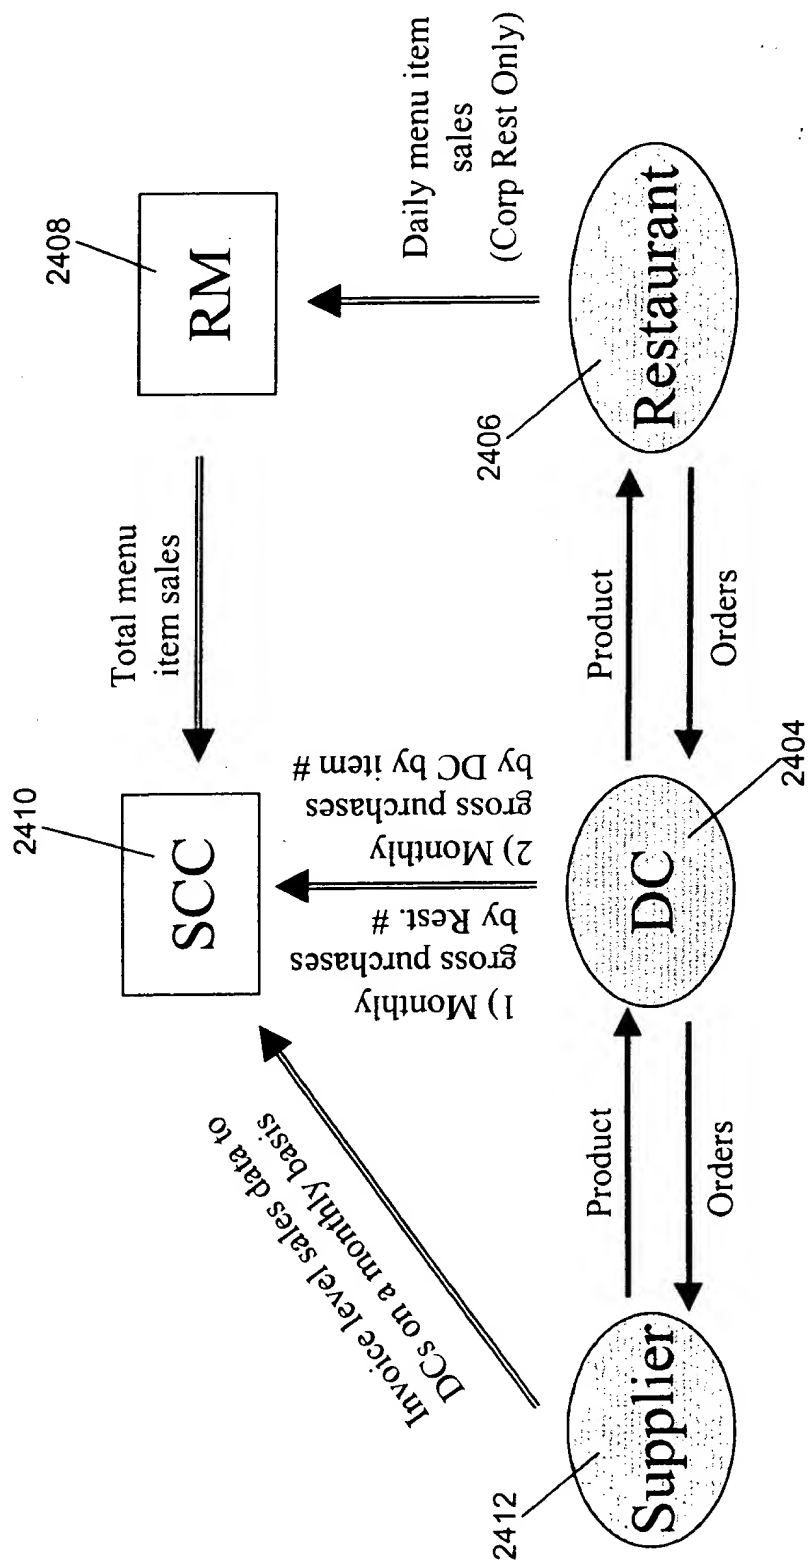 2408
RM
Daily menu item
sales
(Corp Rest Only)
2406
Restaurant
Total menu
item sales
Product
Orders
2410
SCC
1) Monthly
gross purchases
by Rest. #
2) Monthly
gross purchases
by DC by item #
DC
2404
Invoice level sales data to
DCs on a monthly basis
Product
Orders
Supplier
2412